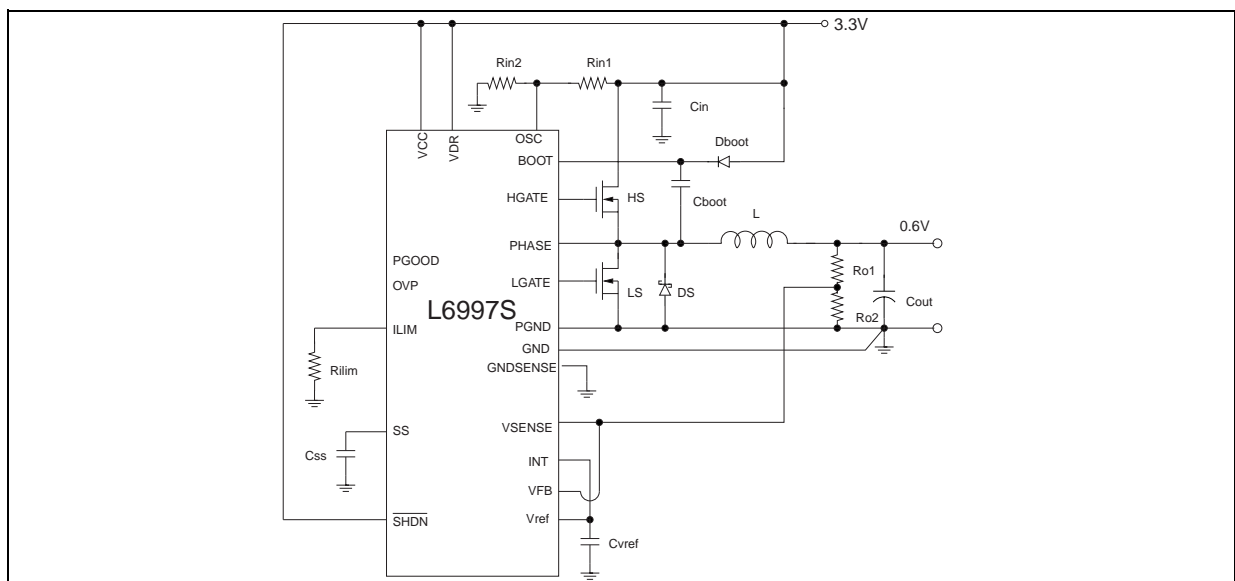 3.3V
Rin2
Rin1
Cin
VCC
VDR
OSC
Dboot
BOOT
Cboot
HGATE
HS
L
0.6V
PHASE
PGOOD
Ro1
OVP
LGATE
LS
DS
Cout
L6997S
Ro2
ILIM
PGND
GND
Rilim
GNDSENSE
VSENSE
SS
Css
INT
VFB
SHDN
Vref
Cvref